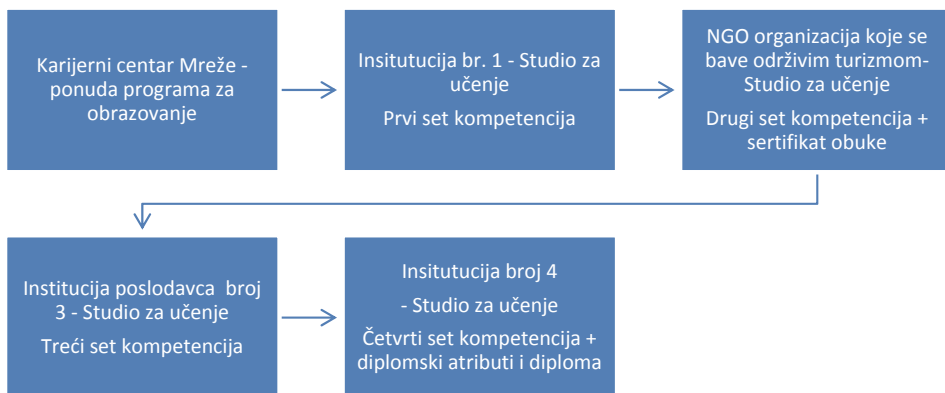 Karijerni centar Mreže -
ponuda programa za
obrazovanje
Insitutucija br. 1 - Studio za
učenje
Prvi set kompetencija
NGO organizacija koje se
bave održivim turizmom-
Studio za učenje
Drugi set kompetencija +
sertifikat obuke
Institucija poslodavca  broj
3 - Studio za učenje
Treći set kompetencija
Insitutucija broj 4
- Studio za učenje
Četvrti set kompetencija +
diplomski atributi i diploma